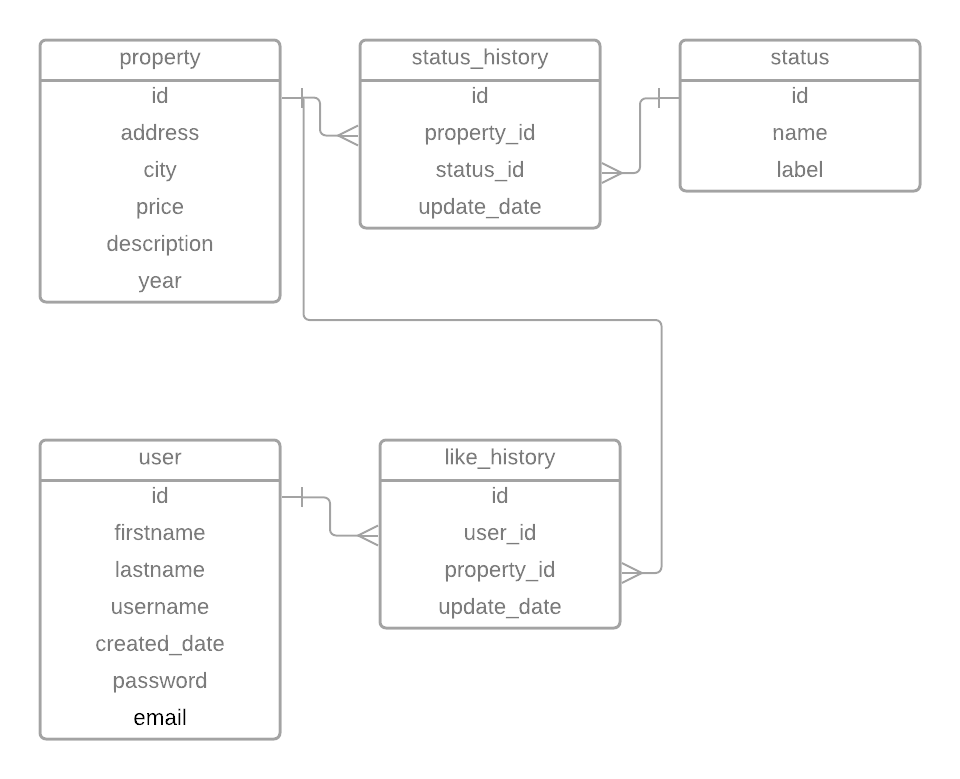 property
id
address
city
price
description
year
status_history
id
property_id
status_id
update_date
status
id
name
label
user
id
firstname
lastname
username
created_date
password
email
like_history
id
user_id
property_id
update_date